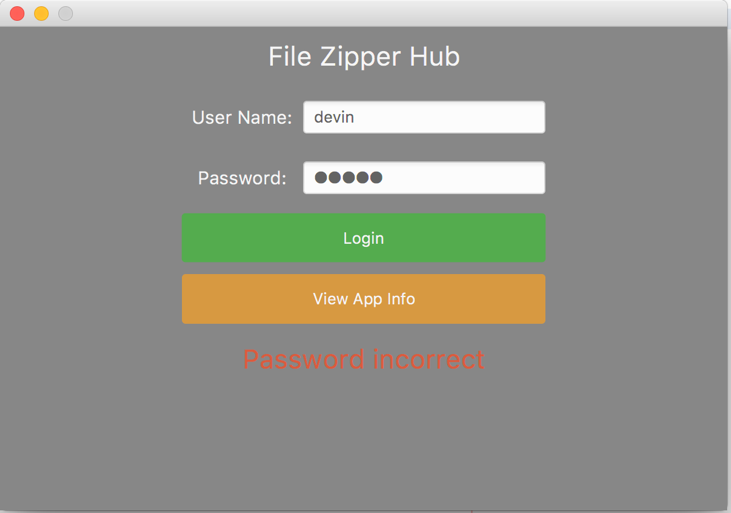 File Zipper Hub
User Name: devin
Password: ●●●●●
Login
View App Info
Password incorrect